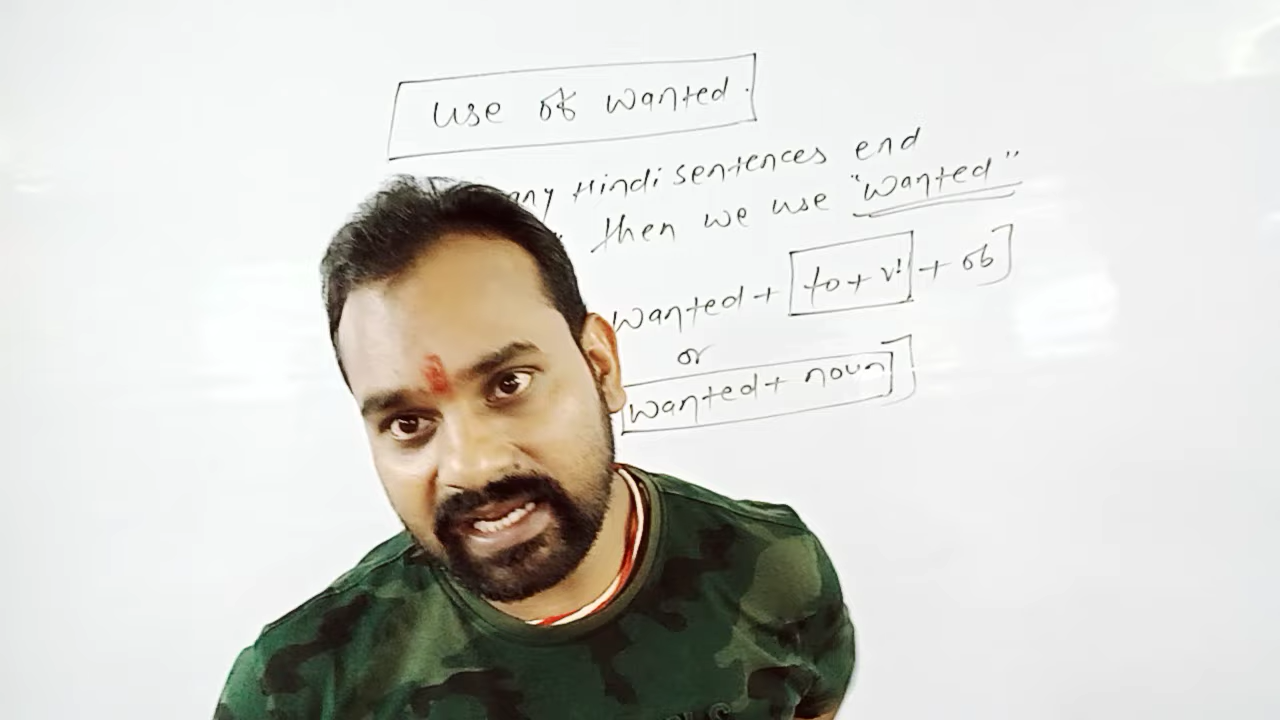 Use of Wanted.
any Hindi sentences end
" then we use "Wanted"
Wanted + to + v¹ + ob]
or
Wanted + noun]